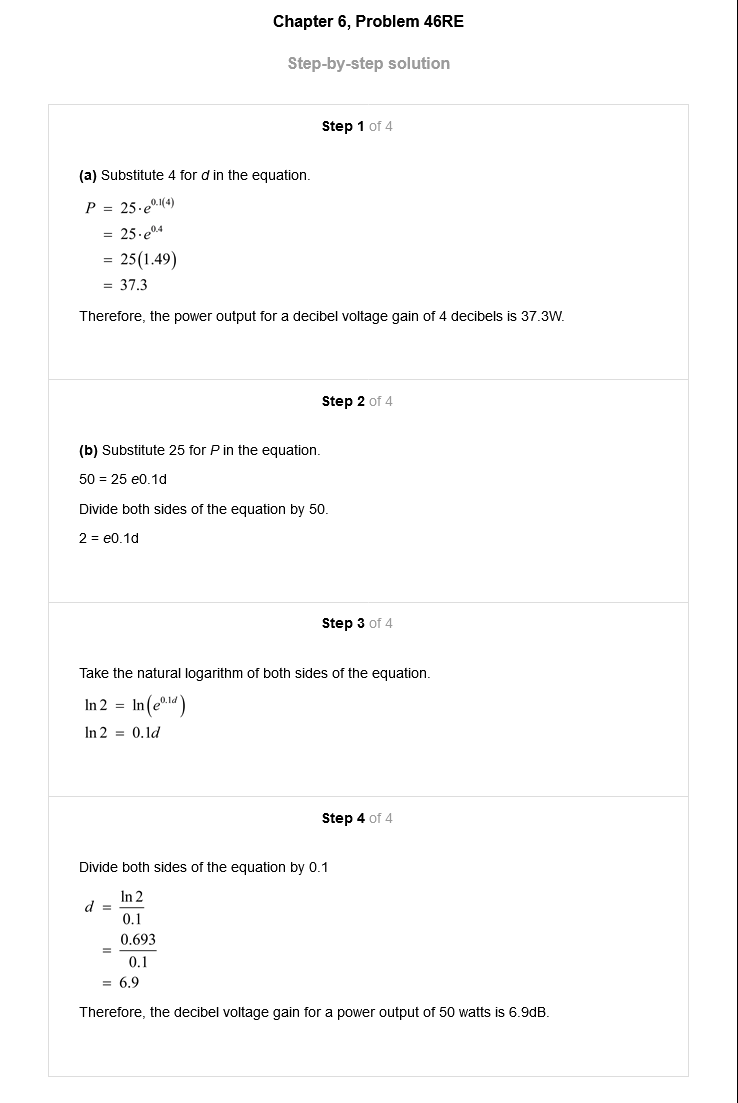 Chapter 6, Problem 46RE
Step-by-step solution
Step 1 of 4
(a) Substitute 4 for d in the equation.
P = 25·e^0.1(4)
= 25·e^0.4
= 25(1.49)
= 37.3
Therefore, the power output for a decibel voltage gain of 4 decibels is 37.3W.
Step 2 of 4
(b) Substitute 25 for P in the equation.
50 = 25 e0.1d
Divide both sides of the equation by 50.
2 = e0.1d
Step 3 of 4
Take the natural logarithm of both sides of the equation.
ln 2 = ln(e^0.1d)
ln 2 = 0.1d
Step 4 of 4
Divide both sides of the equation by 0.1
d = ln 2 / 0.1
= 0.693 / 0.1
= 6.9
Therefore, the decibel voltage gain for a power output of 50 watts is 6.9dB.